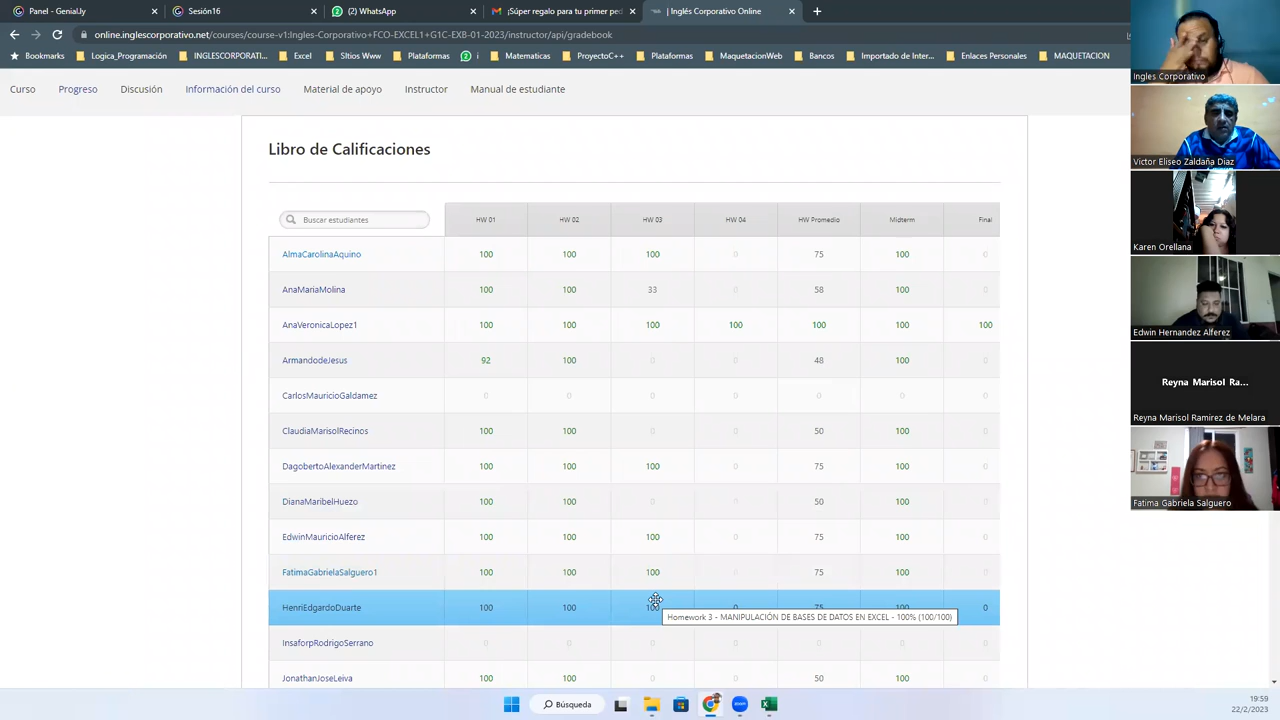 Panel - Genial.ly
Sesión16
(2) WhatsApp
¡Súper regalo para tu primer ped
| Inglés Corporativo Online
online.inglescorporativo.net/courses/course-v1:Ingles-Corporativo+FCO-EXCEL1+G1C-EXB-01-2023/instructor/api/gradebook
Bookmarks
Logica_Programación
INGLESCORPORATI...
Excel
SItios Wwe
Plataformas
Matematicas
ProyectoC++
Plataformas
MaquetacionWeb
Bancos
Importado de Inter...
Enlaces Personales
MAQUETACION
Curso Progreso Discusión Información del curso Material de apoyo Instructor Manual de estudiante
Libro de Calificaciones
Buscar estudiantes
HW 01 HW 02 HW 03 HW 04 HW Promedio Midterm Final
AlmaCarolinaAquino 100 100 100 0 75 100 0
AnaMariaMolina 100 100 33 0 58 100 0
AnaVeronicaLopez1 100 100 100 100 100 100 100
ArmandodeJesus 92 100 0 0 48 100 0
CarlosMauricioGaldamez 0 0 0 0 0 0 0
ClaudiaMarisolRecinos 100 100 0 0 50 100 0
DagobertoAlexanderMartinez 100 100 100 0 75 100 0
DianaMaribelHuezo 100 100 0 0 50 100 0
EdwinMauricioAlferez 100 100 100 0 75 100 0
FatimaGabrielaSalguero1 100 100 100 0 75 100 0
HenriEdgardoDuarte 100 100 100 0 75 100 0
Homework 3 - MANIPULACIÓN DE BASES DE DATOS EN EXCEL - 100% (100/100)
InsaforpRodrigoSerrano 0 0 0 0 0 0 0
JonathanJoseLeiva 100 100 0 0 50 100 0
Ingles Corporativo
Víctor Eliseo Zaldaña Díaz
Karen Orellana
Edwin Hernandez Alferez
Reyna Marisol Ra...
Reyna Marisol Ramírez de Melara
Fatima Gabriela Salguero
Búsqueda
19:59
22/2/2023